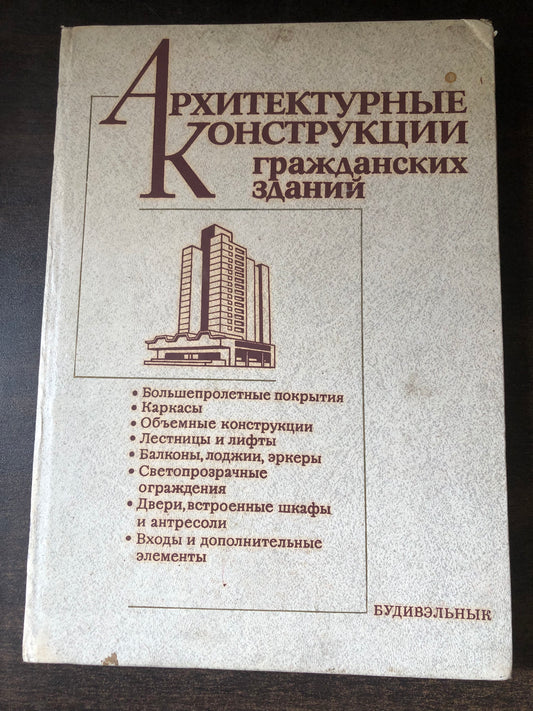 Архитектурные
Конструкции
гражданских
зданий
• Большепролетные покрытия
• Каркасы
• Объемные конструкции
• Лестницы и лифты
• Балконы, лоджии, эркеры
• Светопрозрачные
ограждения
• Двери, встроенные шкафы
и антресоли
• Входы и дополнительные
элементы
БУДИВЭЛЬНЫК